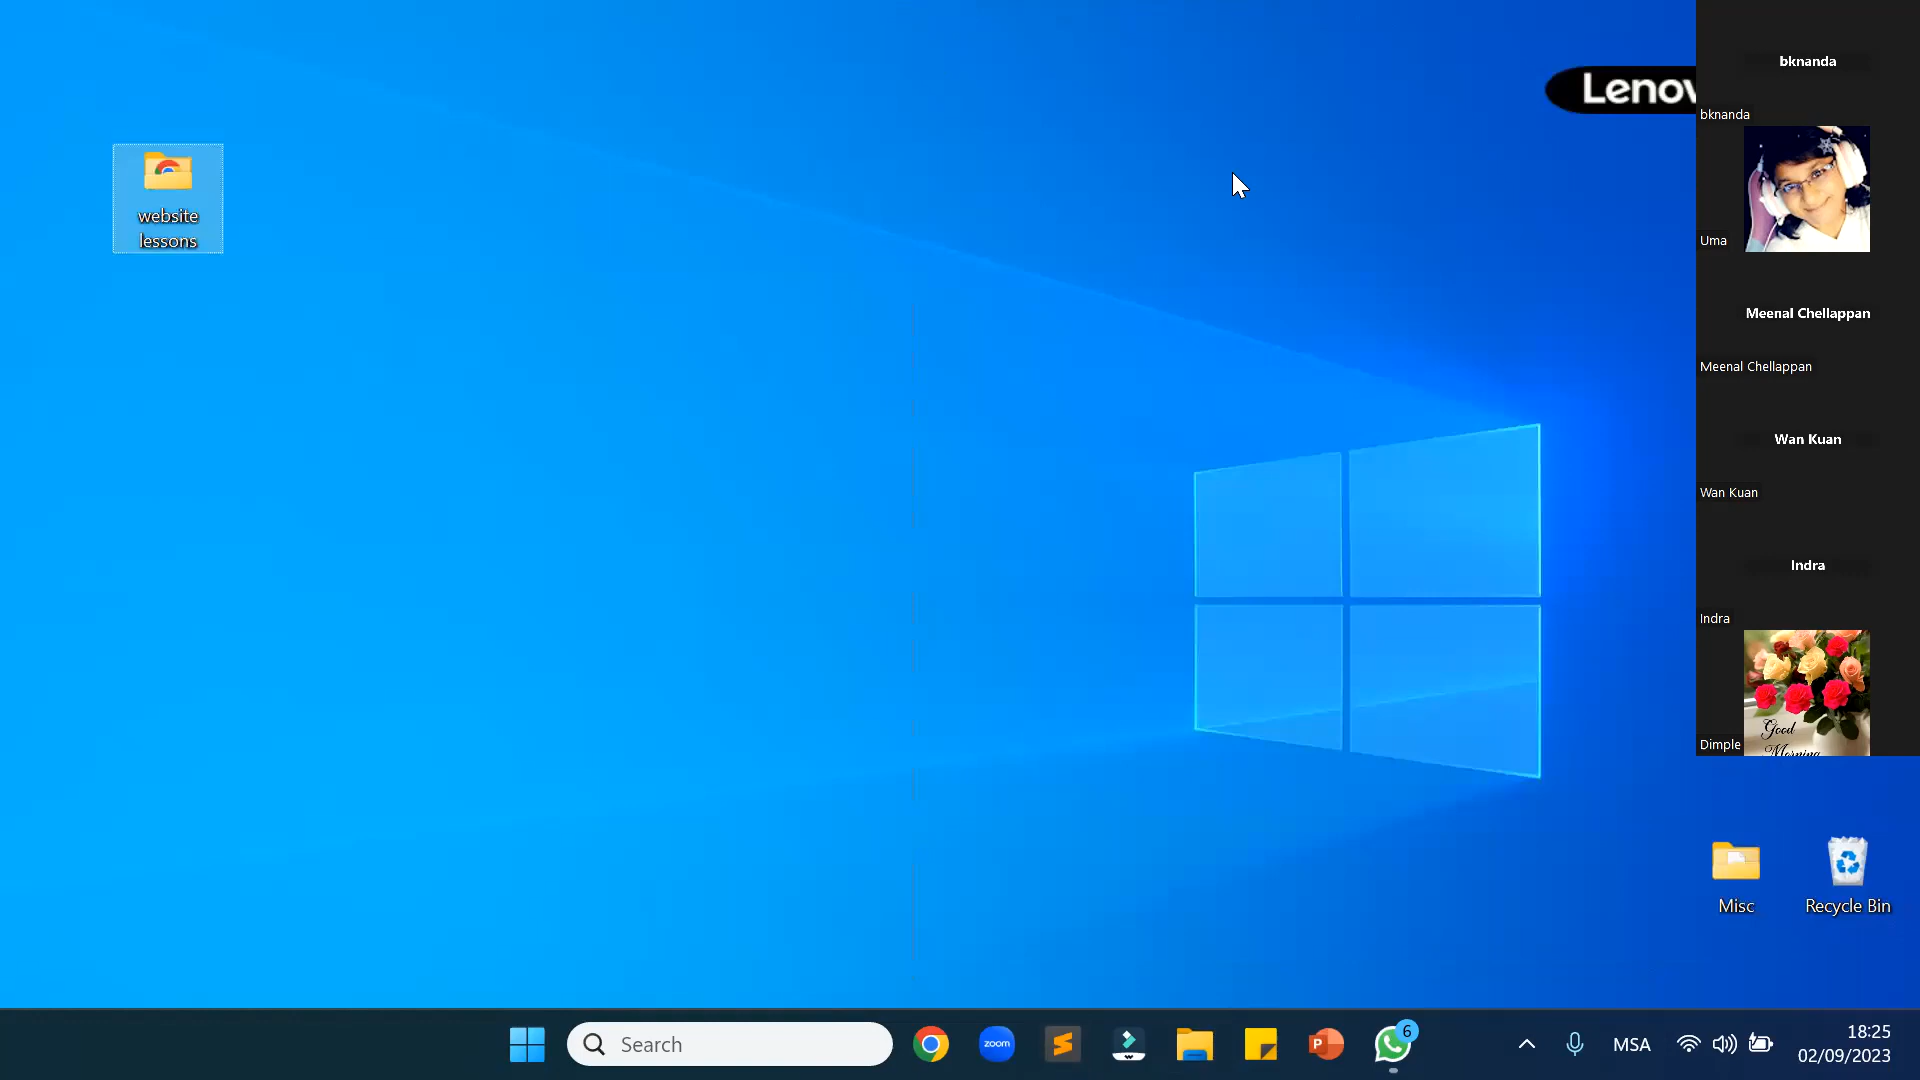 website
lessons
Lenov
bknanda
bknanda
Uma
Meenal Chellappan
Meenal Chellappan
Wan Kuan
Wan Kuan
Indra
Indra
Good
Morning
Dimple
Misc
Recycle Bin
Search
zoom
P
6
MSA
18:25
02/09/2023